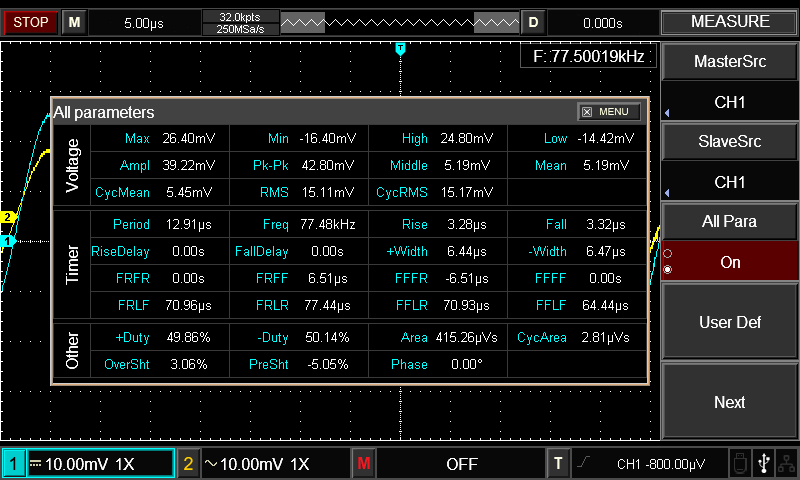 STOP M 5.00µs 32.0kpts D 0.000s MEASURE
250MSa/s
T
F: 77.50019kHz
MasterSrc
CH1
SlaveSrc
CH1
All Para
On
User Def
Next
All parameters MENU
Voltage
Max 26.40mV Min -16.40mV High 24.80mV Low -14.42mV
Ampl 39.22mV Pk-Pk 42.80mV Middle 5.19mV Mean 5.19mV
CycMean 5.45mV RMS 15.11mV CycRMS 15.17mV
Timer
Period 12.91µs Freq 77.48kHz Rise 3.28µs Fall 3.32µs
RiseDelay 0.00s FallDelay 0.00s +Width 6.44µs -Width 6.47µs
FRFR 0.00s FRFF 6.51µs FFFR -6.51µs FFFF 0.00s
FRLF 70.96µs FRLR 77.44µs FFLR 70.93µs FFLF 64.44µs
Other
+Duty 49.86% -Duty 50.14% Area 415.26µVs CycArea 2.81µVs
OverSht 3.06% PreSht -5.05% Phase 0.00°
2
1
1 10.00mV 1X 2 10.00mV 1X M OFF T CH1 -800.00µV